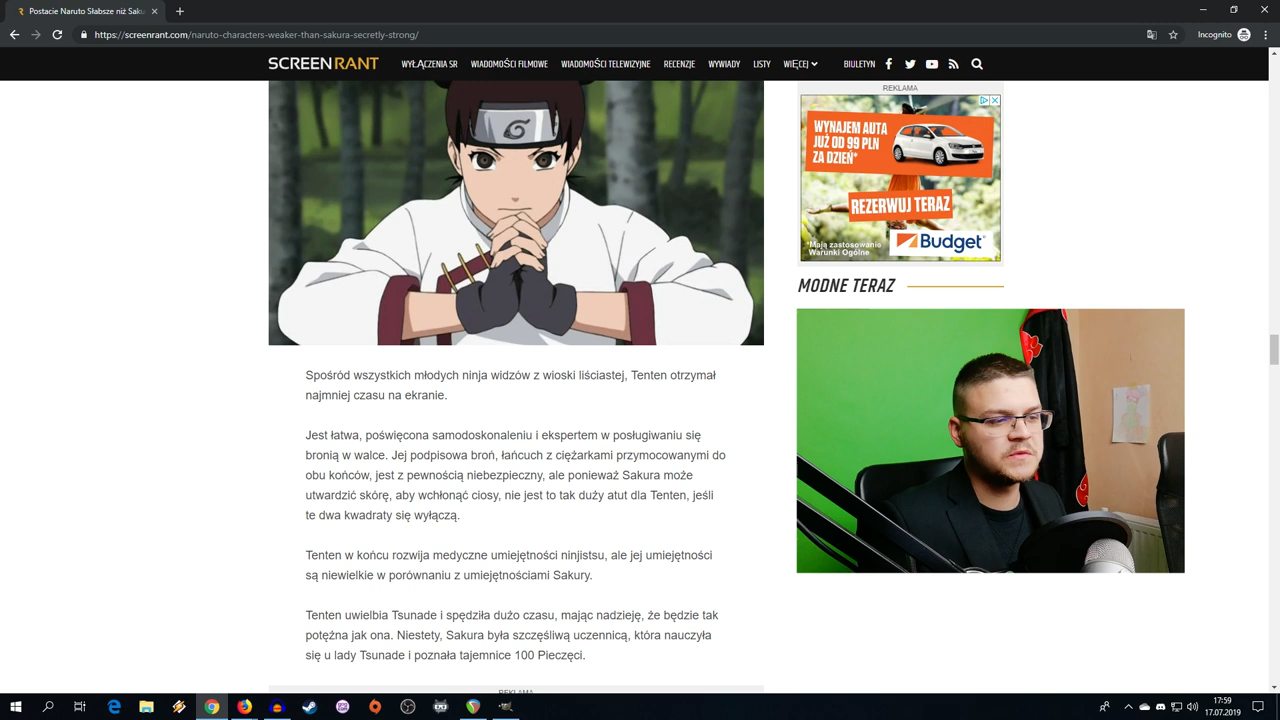 Postacie Naruto Słabsze niż Saku
https://screenrant.com/naruto-characters-weaker-than-sakura-secretly-strong/
Incognito
SCREENRANT
WYŁĄCZENIA SR
WIADOMOŚCI FILMOWE
WIADOMOŚCI TELEWIZYJNE
RECENZJE
WYWIADY
LISTY
WIĘCEJ
BIULETYN
REKLAMA
WYNAJEM AUTA
JUŻ OD 99 PLN
ZA DZIEŃ*
REZERWUJ TERAZ
*Mają zastosowanie
Warunki Ogólne
Budget
MODNE TERAZ
Spośród wszystkich młodych ninja widzów z wioski liściastej, Tenten otrzymał
najmniej czasu na ekranie.
Jest łatwa, poświęcona samodoskonaleniu i ekspertem w posługiwaniu się
bronią w walce. Jej podpisowa broń, łańcuch z ciężarkami przymocowanymi do
obu końców, jest z pewnością niebezpieczny, ale ponieważ Sakura może
utwardzić skórę, aby wchłonąć ciosy, nie jest to tak duży atut dla Tenten, jeśli
te dwa kwadraty się wyłączą.
Tenten w końcu rozwija medyczne umiejętności ninjistsu, ale jej umiejętności
są niewielkie w porównaniu z umiejętnościami Sakury.
Tenten uwielbia Tsunade i spędziła dużo czasu, mając nadzieję, że będzie tak
potężna jak ona. Niestety, Sakura była szczęśliwą uczennicą, która nauczyła
się u lady Tsunade i poznała tajemnice 100 Pieczęci.
REKLAMA
17:59
17.07.2019